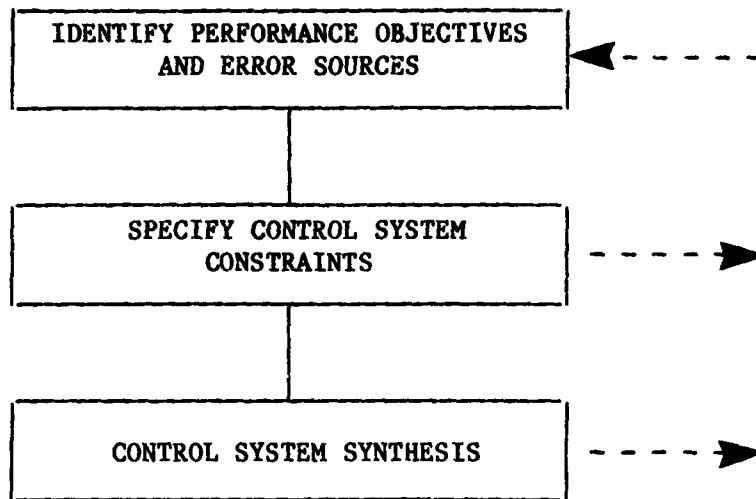 IDENTIFY PERFORMANCE OBJECTIVES
AND ERROR SOURCES
SPECIFY CONTROL SYSTEM
CONSTRAINTS
CONTROL SYSTEM SYNTHESIS